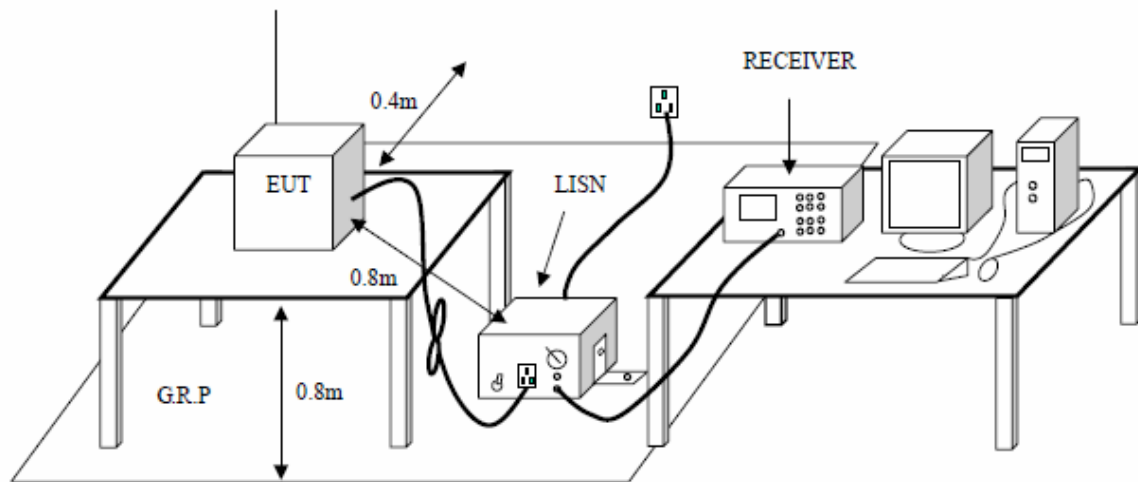 RECEIVER
0.4m
EUT
LISN
0.8m
G.R.P
0.8m